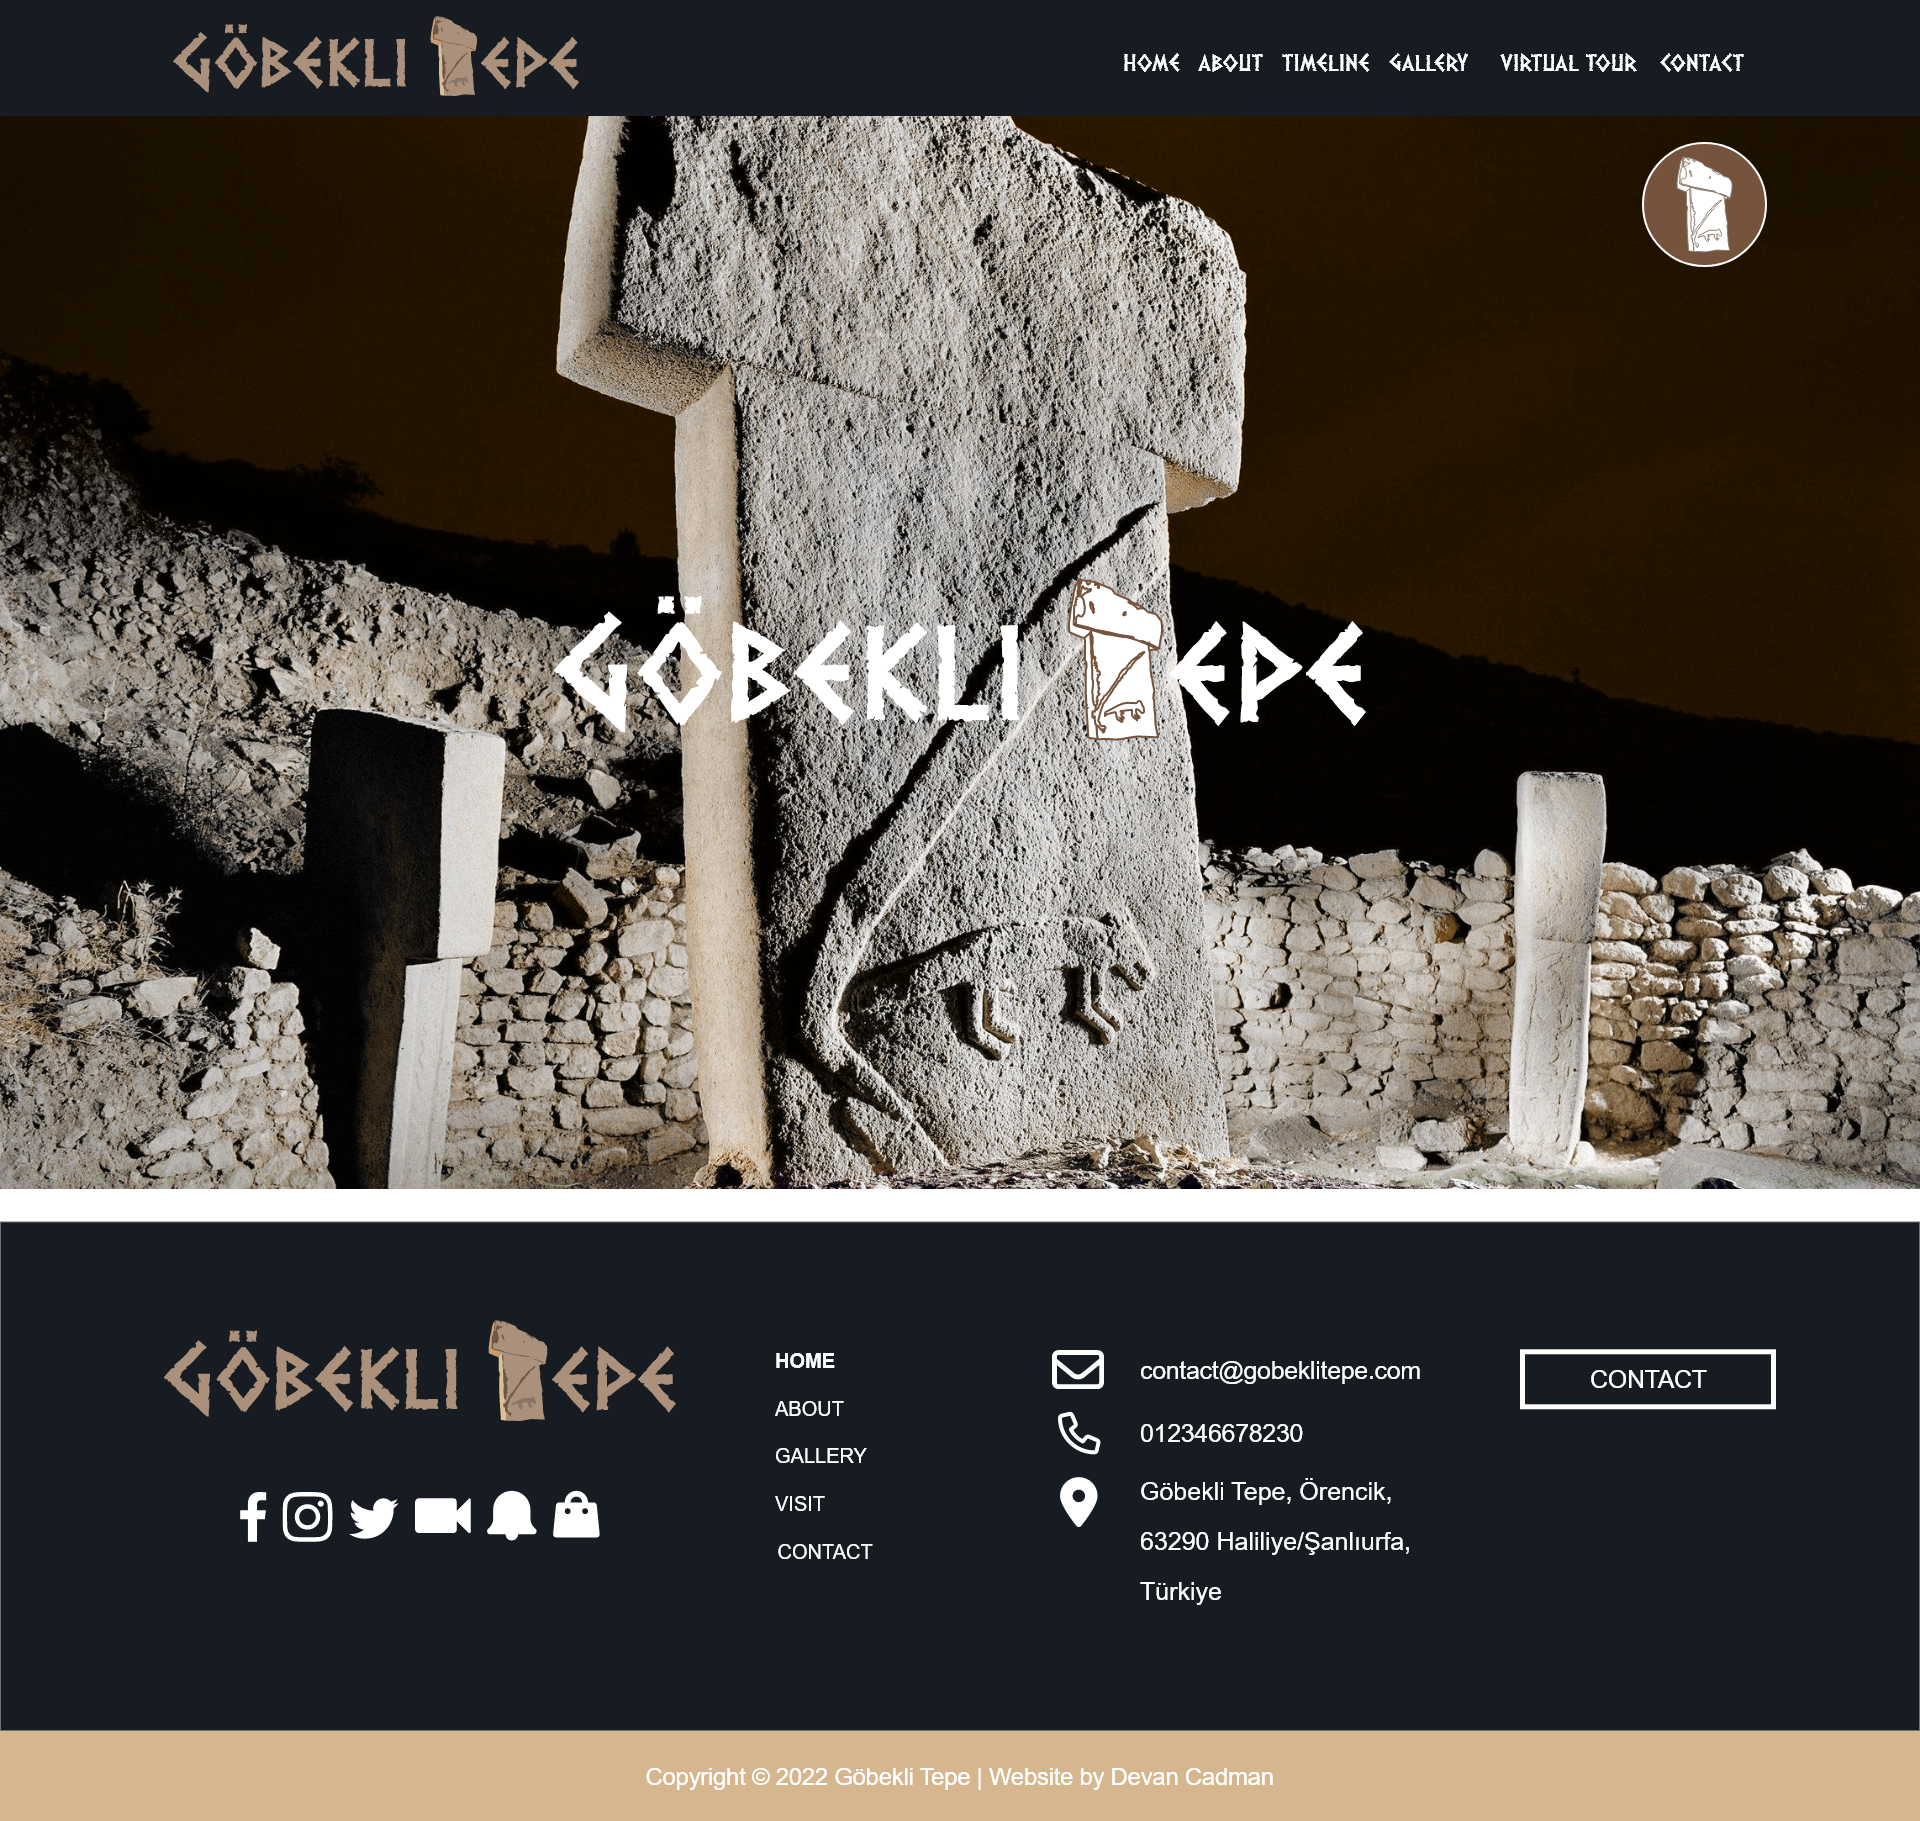 GÖBEKLI TEPE
HOME ABOUT TIMELINE GALLERY VIRTUAL TOUR CONTACT
GÖBEKLI TEPE
GÖBEKLI TEPE
HOME
ABOUT
GALLERY
VISIT
CONTACT
contact@gobeklitepe.com
012346678230
Göbekli Tepe, Örencik,
63290 Haliliye/Şanlıurfa,
Türkiye
CONTACT
Copyright © 2022 Göbekli Tepe | Website by Devan Cadman